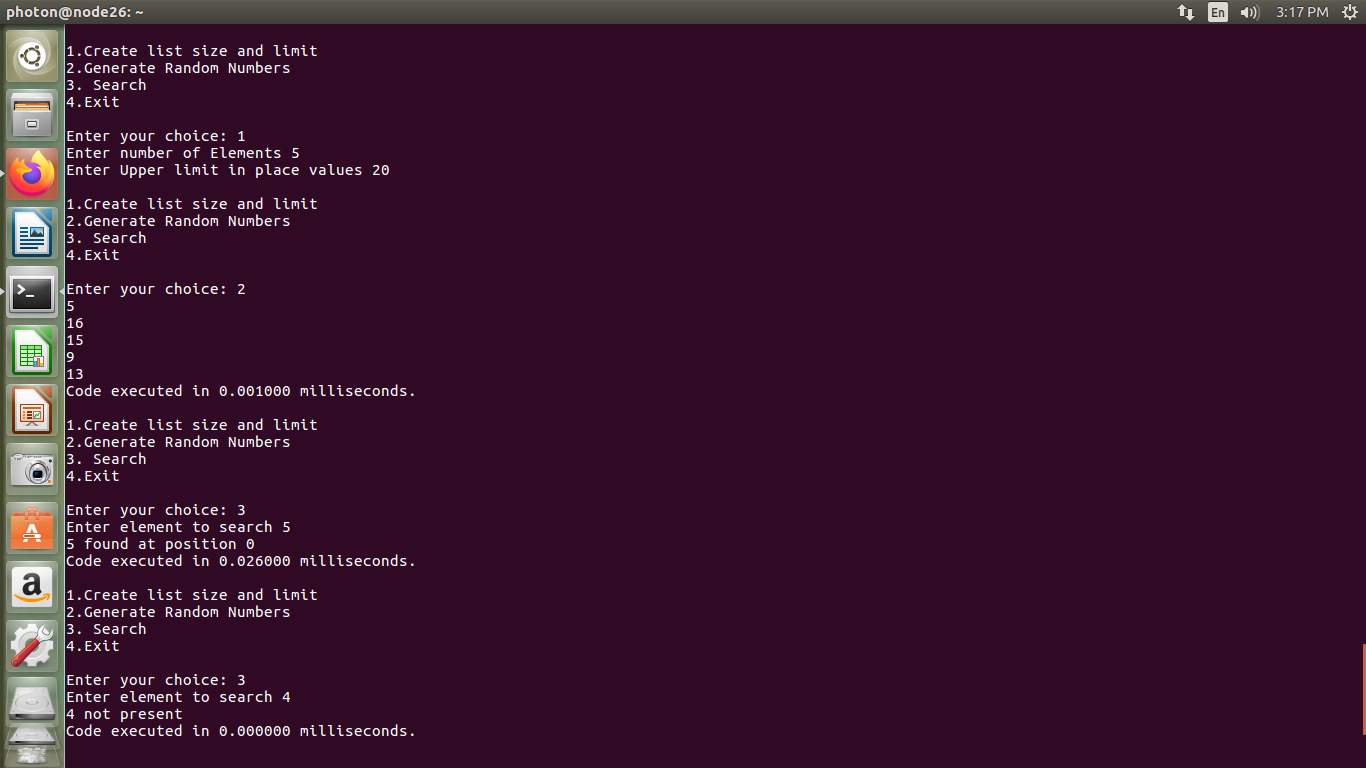 photon@node26: ~
En
3:17 PM
1.Create list size and limit
2.Generate Random Numbers
3. Search
4.Exit
Enter your choice: 1
Enter number of Elements 5
Enter Upper limit in place values 20
1.Create list size and limit
2.Generate Random Numbers
3. Search
4.Exit
Enter your choice: 2
5
16
15
9
13
Code executed in 0.001000 milliseconds.
1.Create list size and limit
2.Generate Random Numbers
3. Search
4.Exit
Enter your choice: 3
Enter element to search 5
5 found at position 0
Code executed in 0.026000 milliseconds.
1.Create list size and limit
2.Generate Random Numbers
3. Search
4.Exit
Enter your choice: 3
Enter element to search 4
4 not present
Code executed in 0.000000 milliseconds.